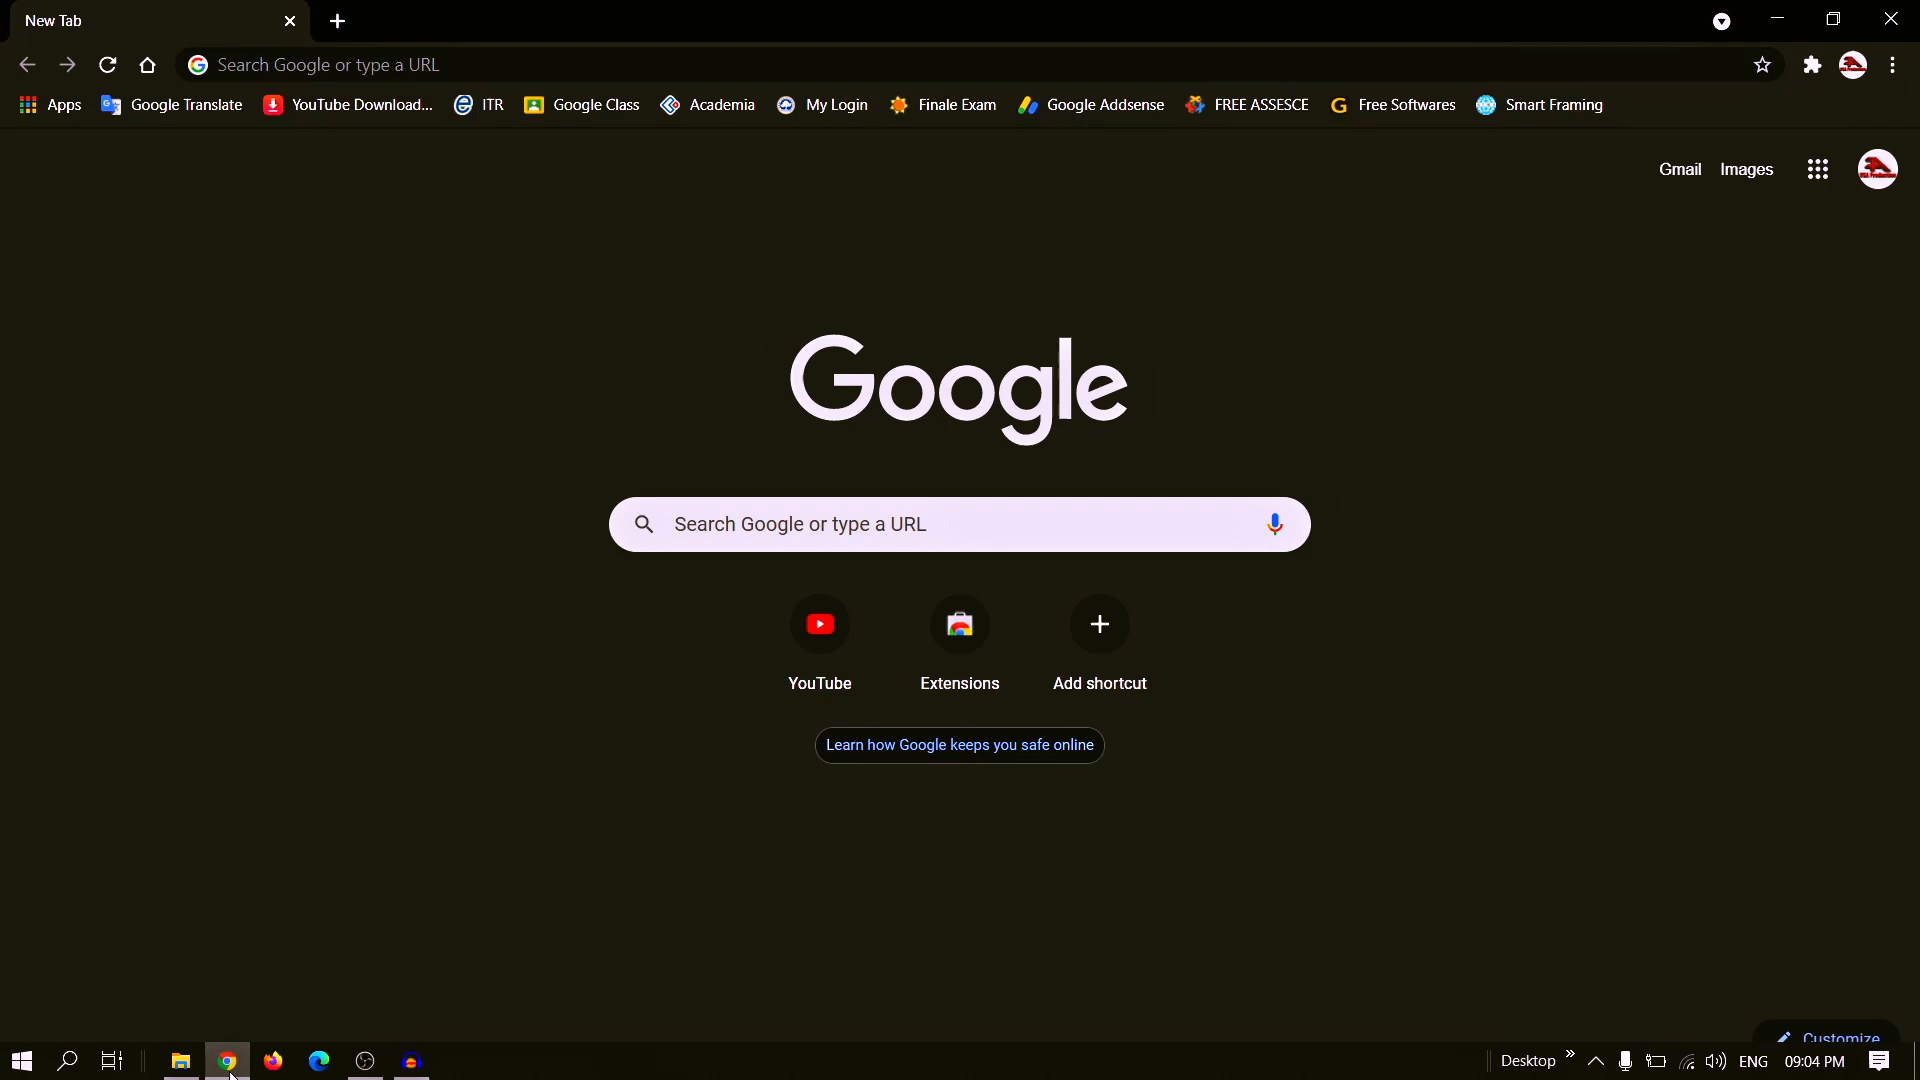 New Tab
Search Google or type a URL
Apps Google Translate YouTube Download... ITR Google Class Academia My Login Finale Exam Google Addsense FREE ASSESCE Free Softwares Smart Framing
Gmail Images
Google
Search Google or type a URL
YouTube Extensions Add shortcut
Learn how Google keeps you safe online
Customize
Desktop ENG 09:04 PM